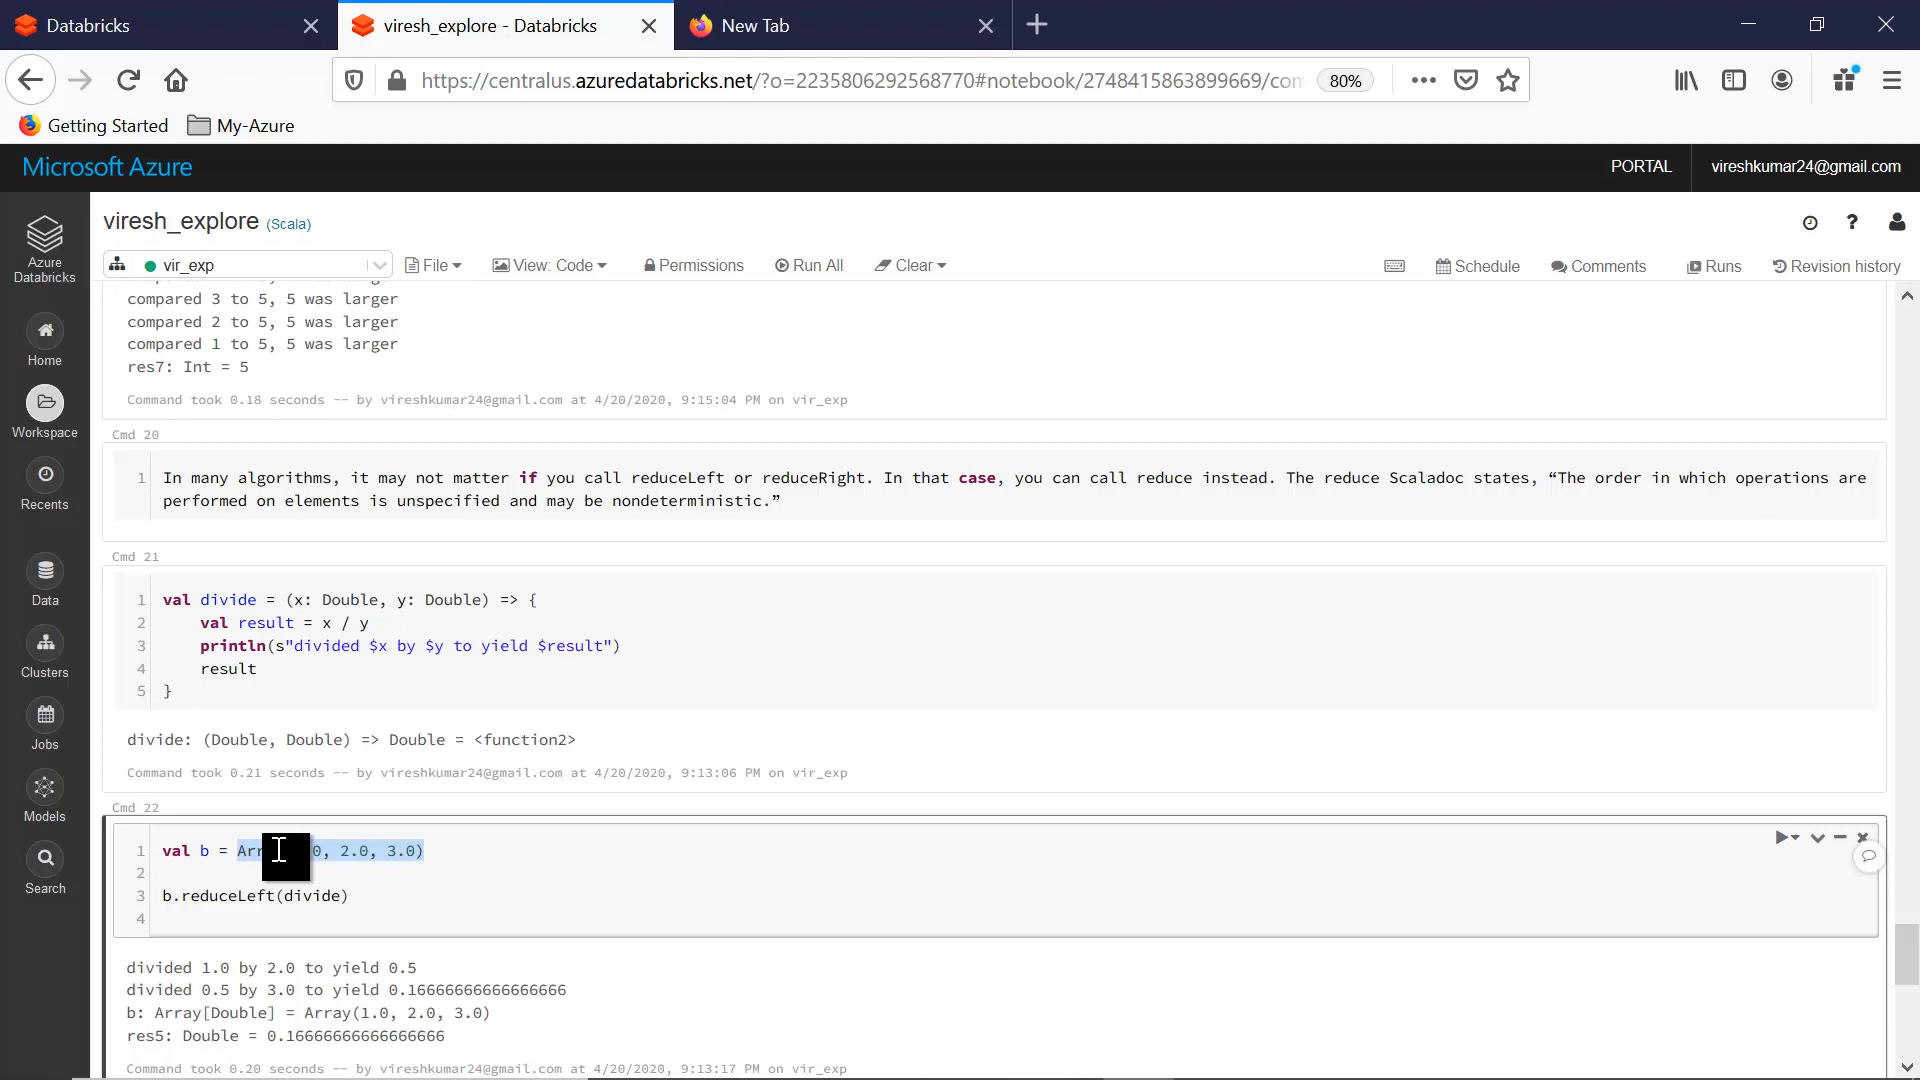 Databricks
viresh_explore - Databricks
New Tab
https://centralus.azuredatabricks.net/?o=2235806292568770#notebook/2748415863899669/con
80%
Getting Started
My-Azure
Microsoft Azure
PORTAL
vireshkumar24@gmail.com
Azure Databricks
Home
Workspace
Recents
Data
Clusters
Jobs
Models
Search
viresh_explore (Scala)
vir_exp
File
View: Code
Permissions
Run All
Clear
Schedule
Comments
Runs
Revision history
compared 3 to 5, 5 was larger
compared 2 to 5, 5 was larger
compared 1 to 5, 5 was larger
res7: Int = 5
Command took 0.18 seconds -- by vireshkumar24@gmail.com at 4/20/2020, 9:15:04 PM on vir_exp
Cmd 20
1 In many algorithms, it may not matter if you call reduceLeft or reduceRight. In that case, you can call reduce instead. The reduce Scaladoc states, “The order in which operations are
performed on elements is unspecified and may be nondeterministic.”
Cmd 21
1 val divide = (x: Double, y: Double) => {
2 val result = x / y
3 println(s"divided $x by $y to yield $result")
4 result
5 }
divide: (Double, Double) => Double = <function2>
Command took 0.21 seconds -- by vireshkumar24@gmail.com at 4/20/2020, 9:13:06 PM on vir_exp
Cmd 22
1 val b = Arr 0, 2.0, 3.0)
2
3 b.reduceLeft(divide)
4
divided 1.0 by 2.0 to yield 0.5
divided 0.5 by 3.0 to yield 0.16666666666666666
b: Array[Double] = Array(1.0, 2.0, 3.0)
res5: Double = 0.16666666666666666
Command took 0.20 seconds -- by vireshkumar24@gmail.com at 4/20/2020, 9:13:17 PM on vir_exp